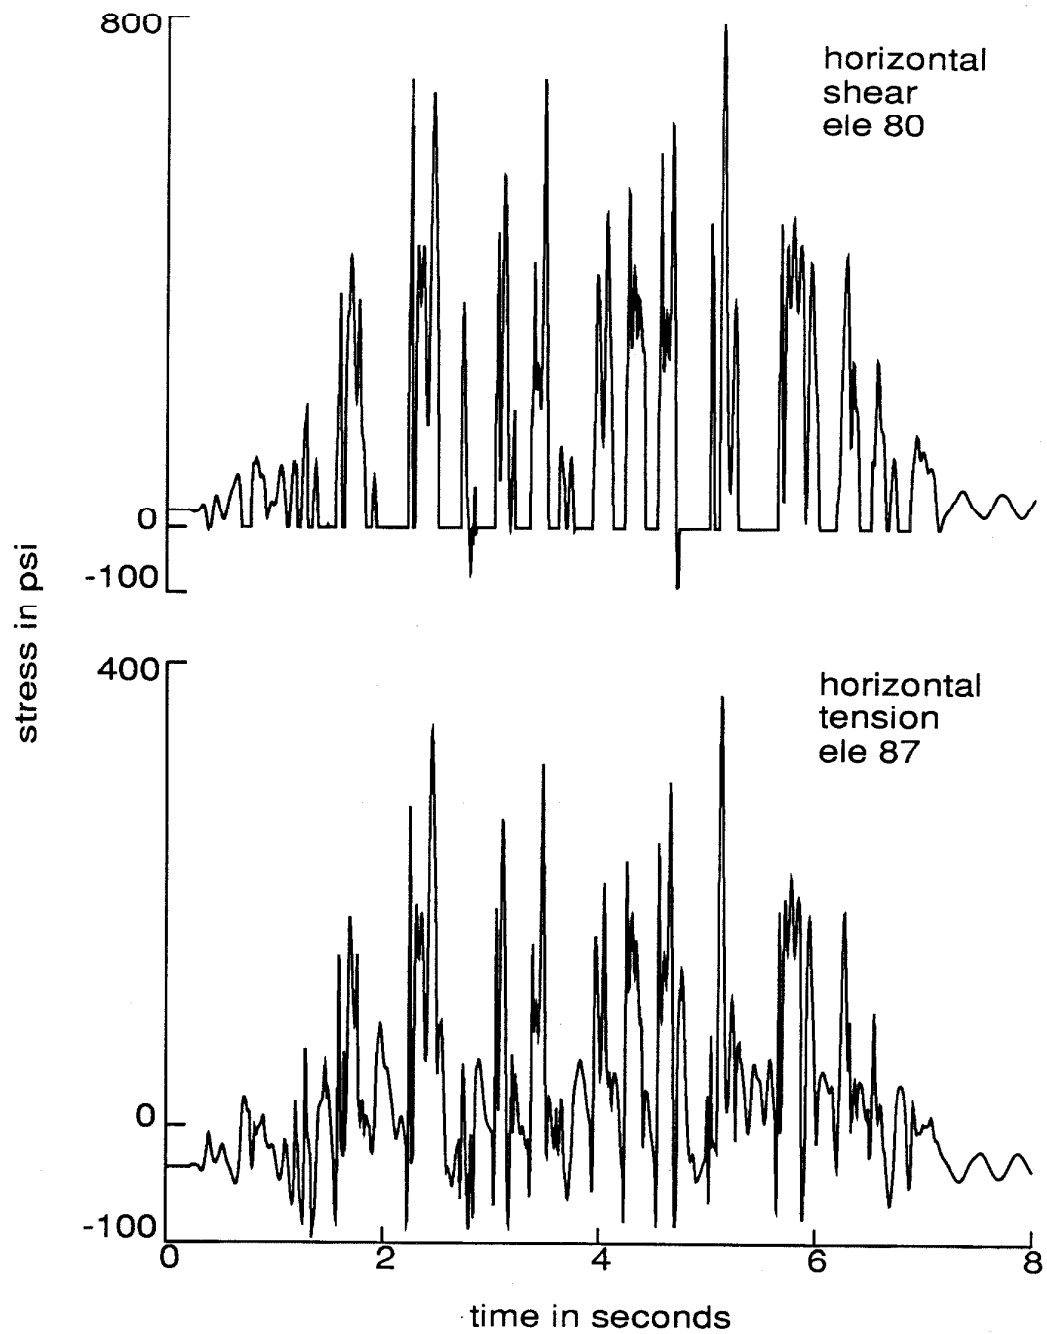 800
horizontal
shear
ele 80
0
-100
stress in psi
400
horizontal
tension
ele 87
0
-100
0 2 4 6 8
time in seconds